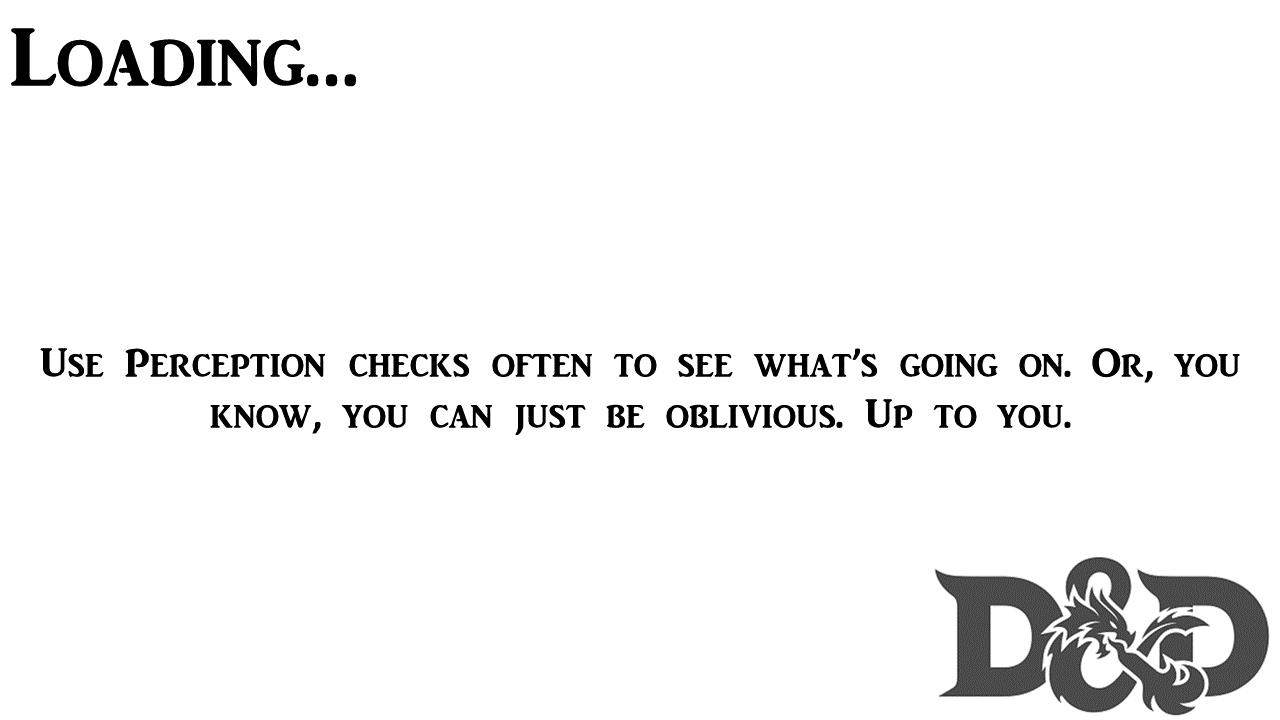 Loading...
Use Perception checks often to see what's going on. Or, you
know, you can just be oblivious. Up to you.
D&D